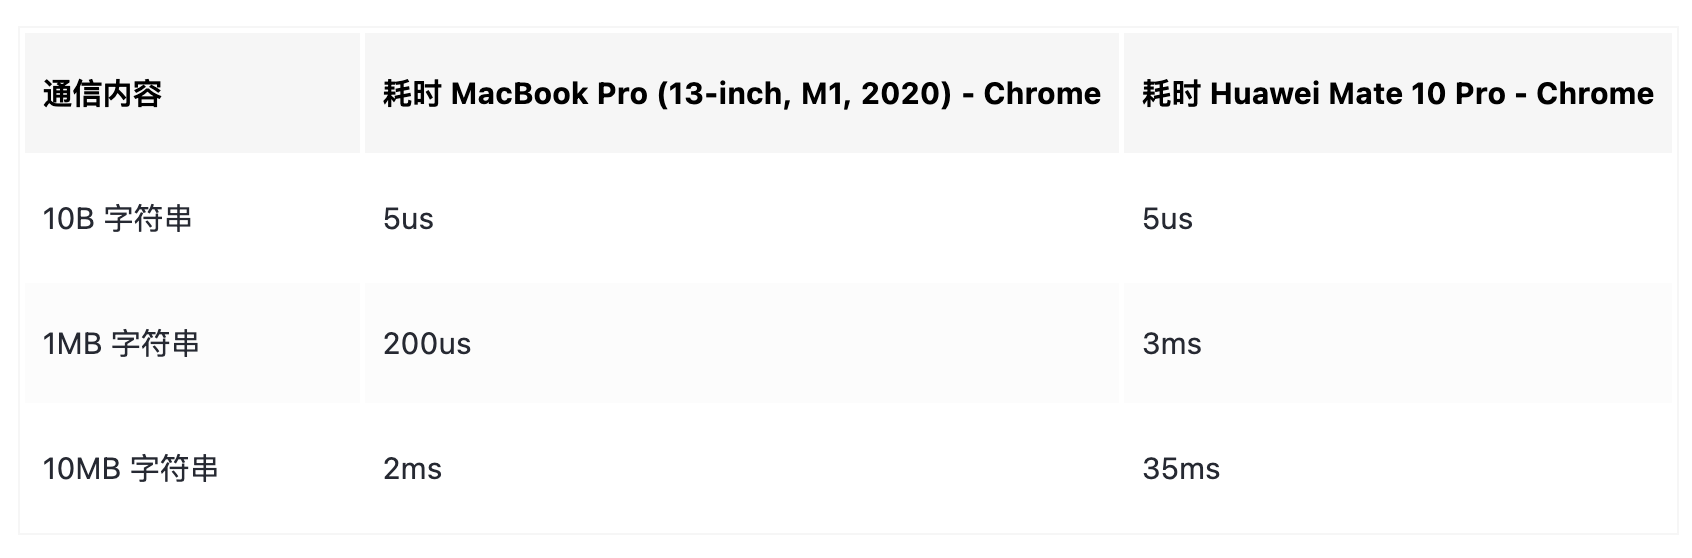 通信内容 耗时 MacBook Pro (13-inch, M1, 2020) - Chrome 耗时 Huawei Mate 10 Pro - Chrome
10B 字符串 5us 5us
1MB 字符串 200us 3ms
10MB 字符串 2ms 35ms